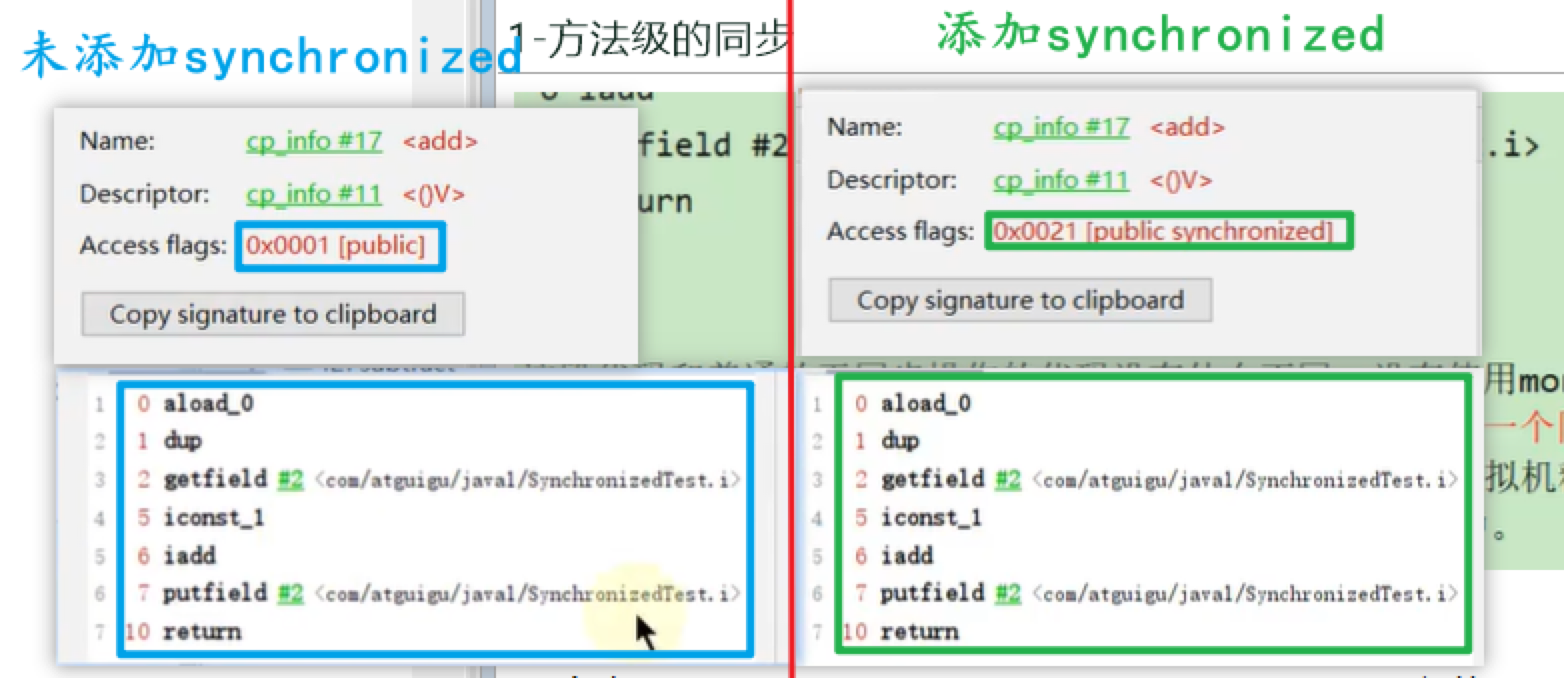 未添加synchronized
1-方法级的同步
添加synchronized
Name: cp_info #17 <add>
Descriptor: cp_info #11 <()V>
Access flags: 0x0001 [public]
Copy signature to clipboard
field #2
urn
Name: cp_info #17 <add>
Descriptor: cp_info #11 <()V>
Access flags: 0x0021 [public synchronized]
Copy signature to clipboard
.i>
1 0 aload_0
2 1 dup
3 2 getfield #2 <com/atguigu/java1/SynchronizedTest.i>
4 5 iconst_1
5 6 iadd
6 7 putfield #2 <com/atguigu/java1/SynchronizedTest.i>
7 10 return
1 0 aload_0
2 1 dup
3 2 getfield #2 <com/atguigu/java1/SynchronizedTest.i>
4 5 iconst_1
5 6 iadd
6 7 putfield #2 <com/atguigu/java1/SynchronizedTest.i>
7 10 return
用mo
一个
拟机
。